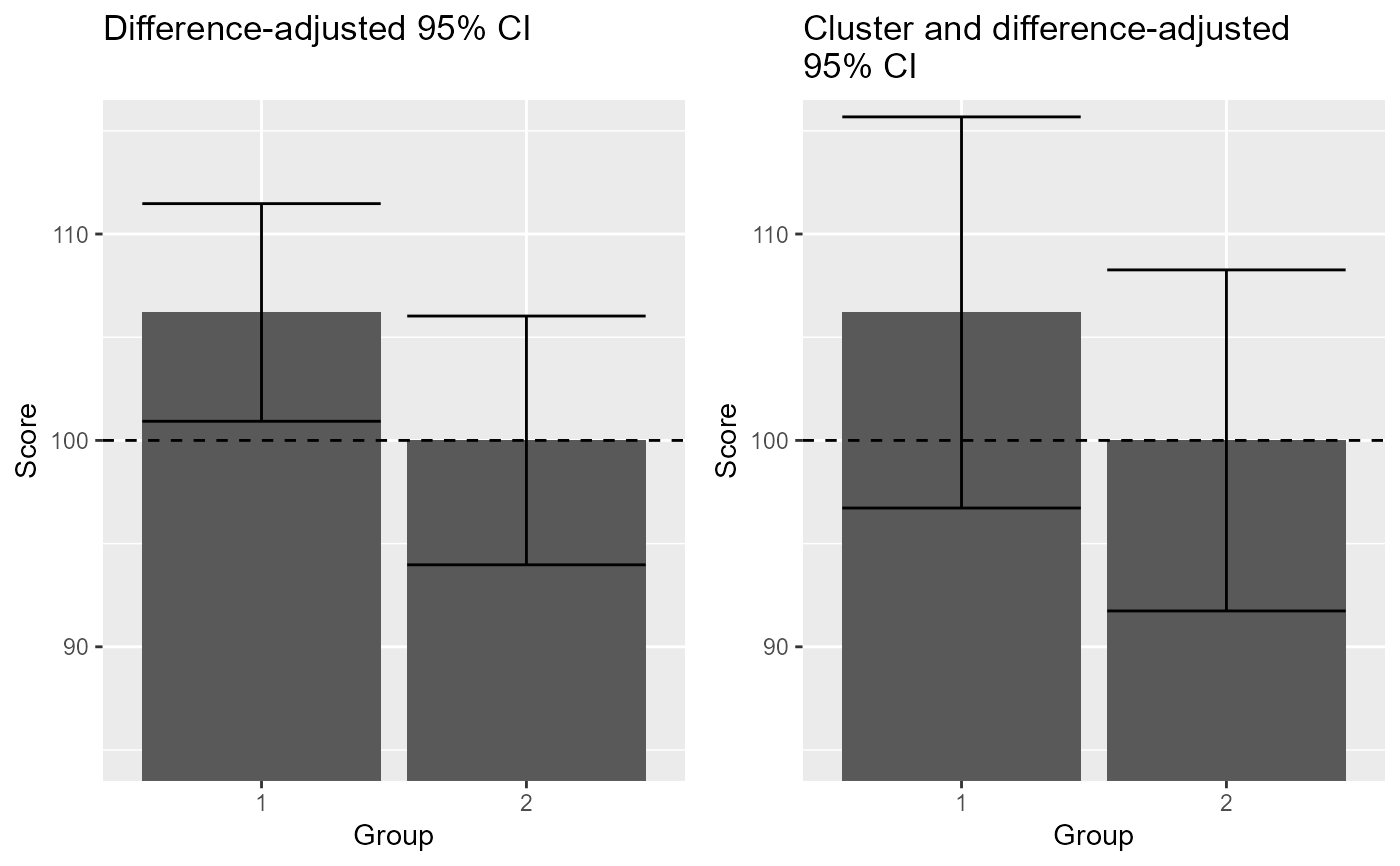 Difference-adjusted 95% CI
110
100
90
Score
1
2
Group
Cluster and difference-adjusted
95% CI
110
100
90
Score
1
2
Group